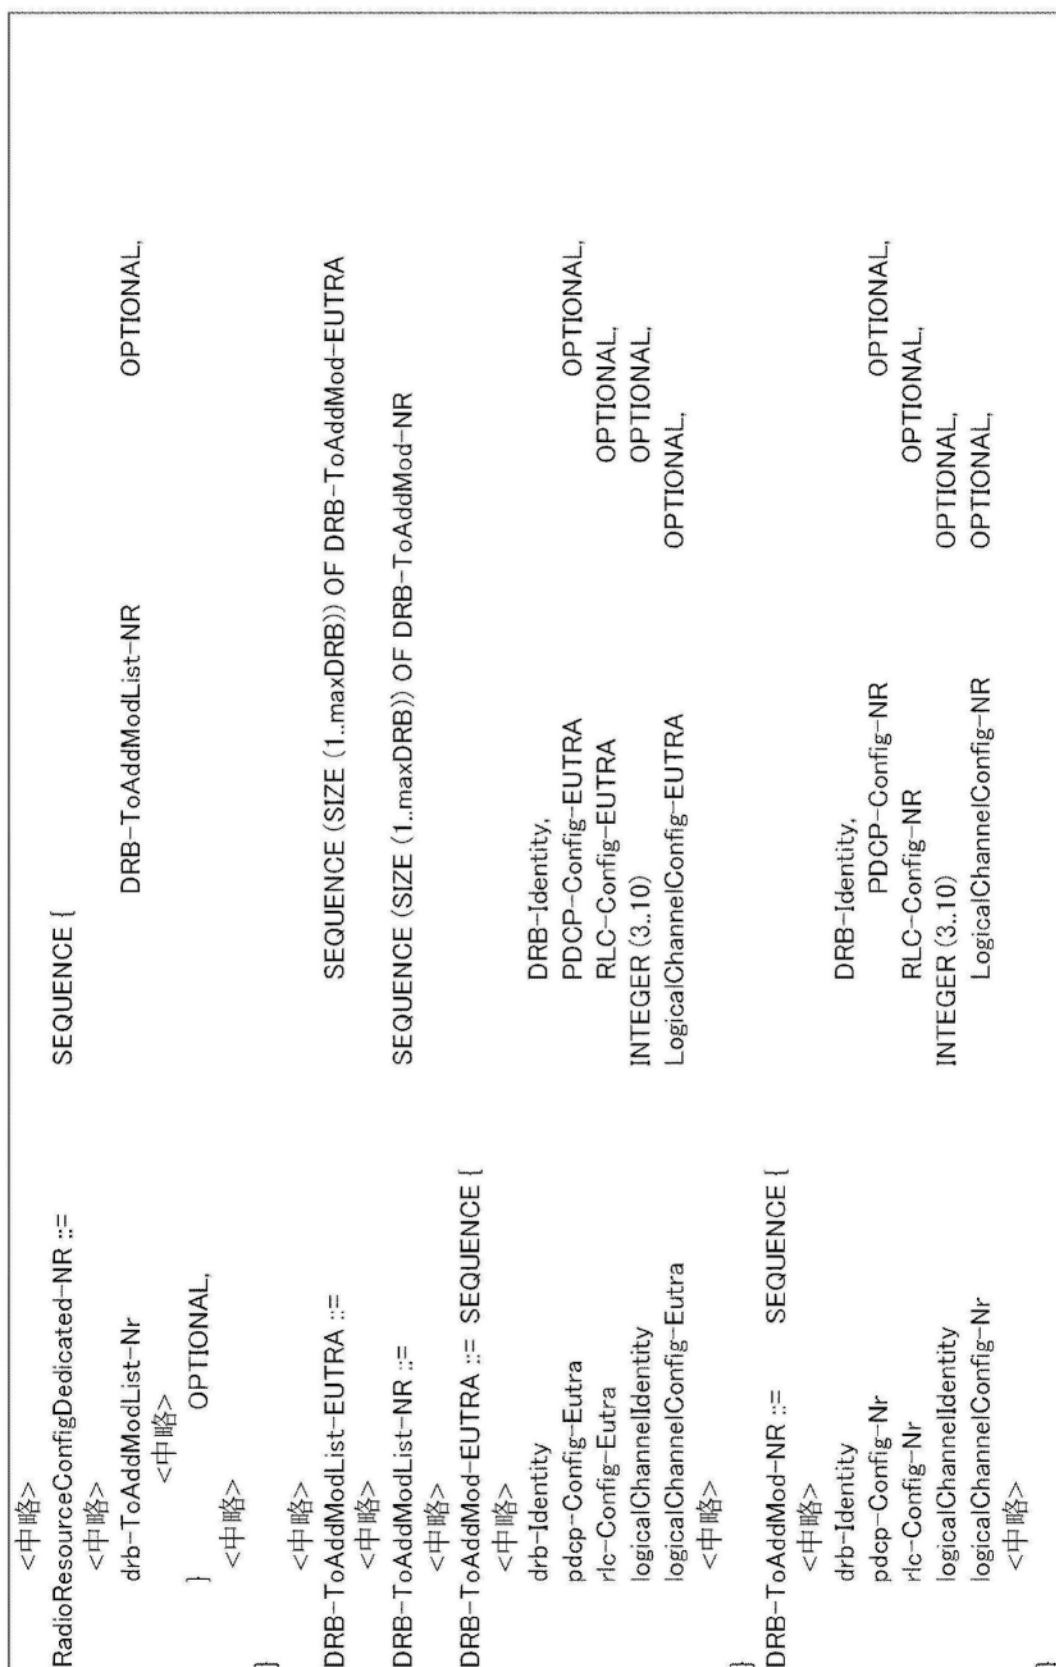 <中略>
RadioResourceConfigDedicated-NR ::= SEQUENCE {
<中略>
drb-ToAddModList-Nr DRB-ToAddModList-NR OPTIONAL,
<中略>
} OPTIONAL,
<中略>
}
<中略>
DRB-ToAddModList-EUTRA ::= SEQUENCE (SIZE (1..maxDRB)) OF DRB-ToAddMod-EUTRA
<中略>
DRB-ToAddModList-NR ::= SEQUENCE (SIZE (1..maxDRB)) OF DRB-ToAddMod-NR
<中略>
DRB-ToAddMod-EUTRA ::= SEQUENCE {
<中略>
drb-Identity DRB-Identity,
pdcp-Config-Eutra PDCP-Config-EUTRA OPTIONAL,
rlc-Config-Eutra RLC-Config-EUTRA OPTIONAL,
logicalChannelIdentity INTEGER (3..10) OPTIONAL,
logicalChannelConfig-Eutra LogicalChannelConfig-EUTRA OPTIONAL,
<中略>
}
DRB-ToAddMod-NR ::= SEQUENCE {
<中略>
drb-Identity DRB-Identity,
pdcp-Config-Nr PDCP-Config-NR OPTIONAL,
rlc-Config-Nr RLC-Config-NR OPTIONAL,
logicalChannelIdentity INTEGER (3..10) OPTIONAL,
logicalChannelConfig-Nr LogicalChannelConfig-NR OPTIONAL,
<中略>
}